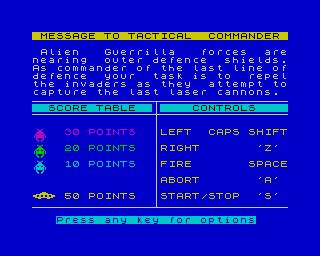 MESSAGE TO TACTICAL COMMANDER
Alien Guerrilla forces are
nearing outer defence shields.
As commander of the last line of
defence your task is to repel
the invaders as they attempt to
capture the last laser cannons.
SCORE TABLE CONTROLS
30 POINTS LEFT CAPS SHIFT
20 POINTS RIGHT 'Z'
10 POINTS FIRE SPACE
ABORT 'A'
50 POINTS START/STOP 'S'
Press any key for options